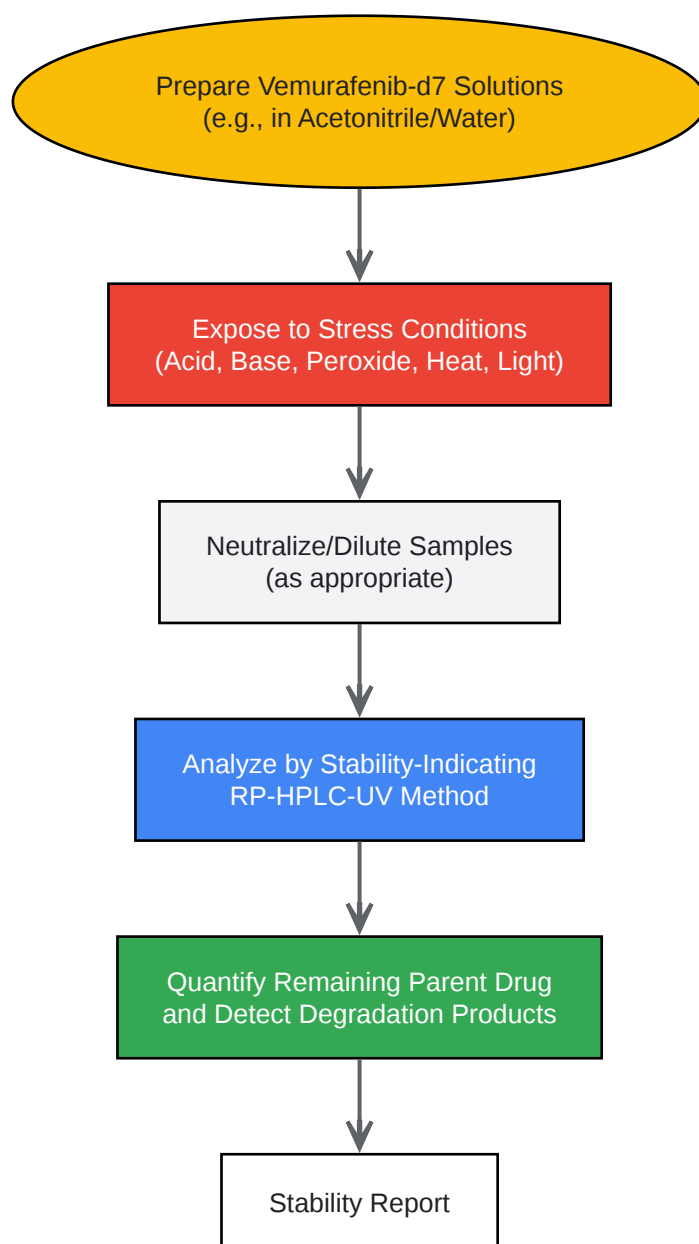 Prepare Vemurafenib-d7 Solutions
(e.g., in Acetonitrile/Water)
Expose to Stress Conditions
(Acid, Base, Peroxide, Heat, Light)
Neutralize/Dilute Samples
(as appropriate)
Analyze by Stability-Indicating
RP-HPLC-UV Method
Quantify Remaining Parent Drug
and Detect Degradation Products
Stability Report